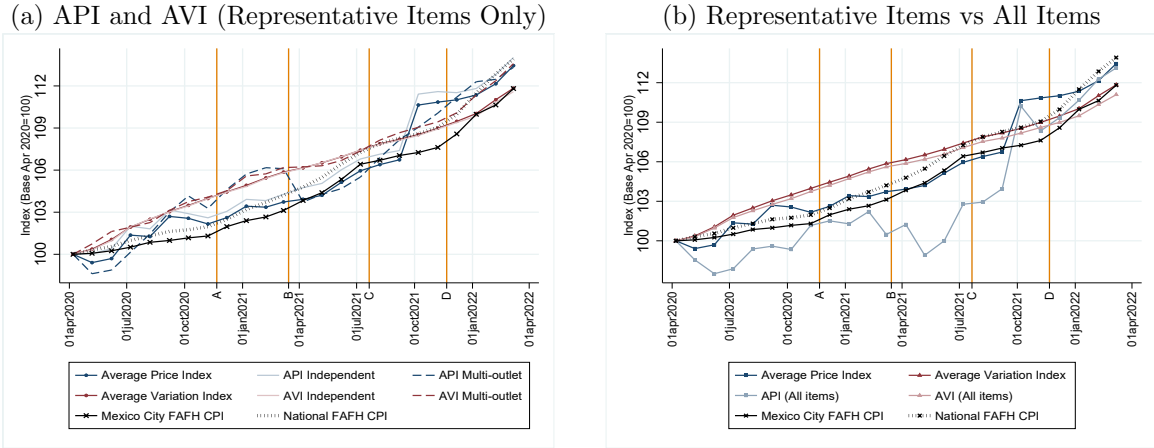 (a) API and AVI (Representative Items Only)
Index (Base Apr 2020=100)
112
109
106
103
100
01apr2020
01jul2020
01oct2020
A
01jan2021
B
01apr2021
01jul2021
C
01oct2021
D
01jan2022
01apr2022
Average Price Index
API Independent
API Multi-outlet
Average Variation Index
AVI Independent
AVI Multi-outlet
Mexico City FAFH CPI
National FAFH CPI
(b) Representative Items vs All Items
Index (Base Apr 2020=100)
112
109
106
103
100
01apr2020
01jul2020
01oct2020
A
01jan2021
B
01apr2021
01jul2021
C
01oct2021
D
01jan2022
01apr2022
Average Price Index
Average Variation Index
API (All items)
AVI (All items)
Mexico City FAFH CPI
National FAFH CPI